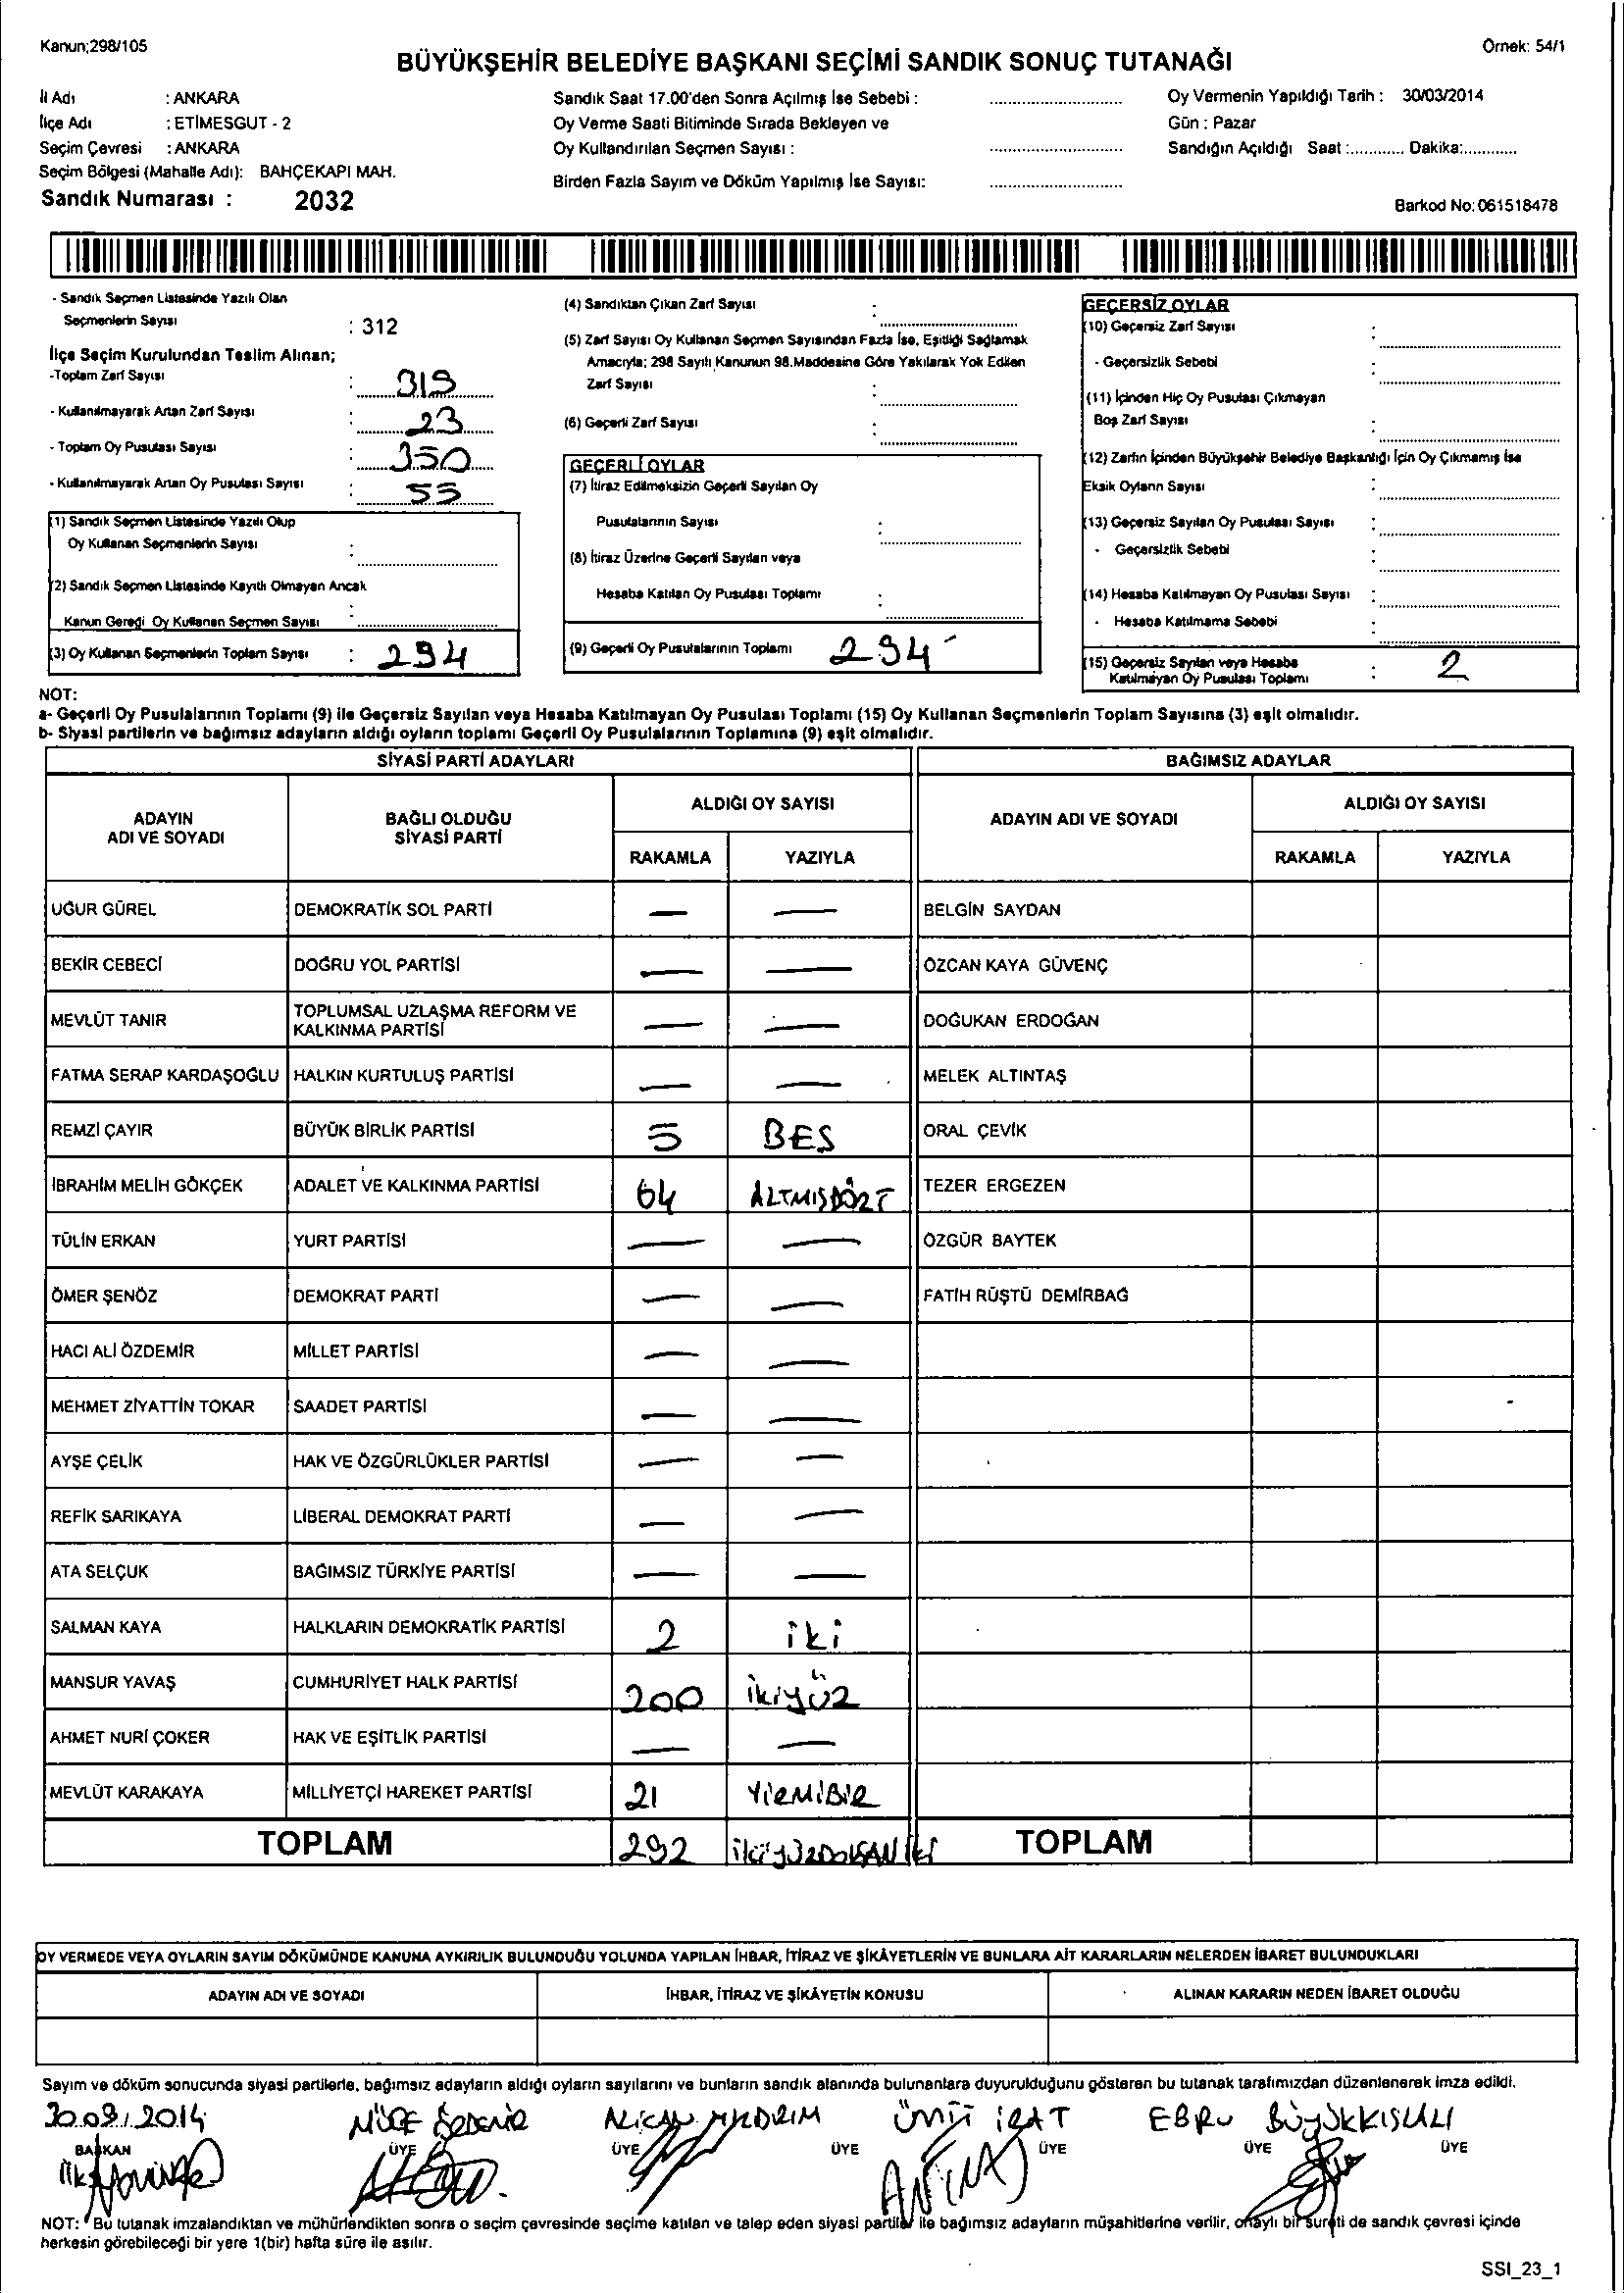 Kanun;298/105
Örnek: 54/1
BÜYÜKŞEHİR BELEDİYE BAŞKANI SEÇİMİ SANDIK SONUÇ TUTANAĞI
İl Adı : ANKARA
İlçe Adı : ETİMESGUT - 2
Seçim Çevresi : ANKARA
Seçim Bölgesi (Mahalle Adı): BAHÇEKAPI MAH.
Sandık Numarası : 2032
Sandık Saat 17.00'den Sonra Açılmış İse Sebebi :
Oy Verme Saati Bitiminde Sırada Bekleyen ve
Oy Kullandırılan Seçmen Sayısı :
Birden Fazla Sayım ve Döküm Yapılmış İse Sayısı:
Oy Vermenin Yapıldığı Tarih : 30/03/2014
Gün : Pazar
Sandığın Açıldığı Saat :............ Dakika:............
Barkod No: 061518478
- Sandık Seçmen Listesinde Yazılı Olan
Seçmenlerin Sayısı : 312
İlçe Seçim Kurulundan Teslim Alınan;
-Toplam Zarf Sayısı : 319
- Kullanılmayarak Artan Zarf Sayısı : 23
- Toplam Oy Pusulası Sayısı : 350
- Kullanılmayarak Artan Oy Pusulası Sayısı : 55
(1) Sandık Seçmen Listesinde Yazılı Olup
Oy Kullanan Seçmenlerin Sayısı :
(2) Sandık Seçmen Listesinde Kayıtlı Olmayan Ancak
Kanun Gereği Oy Kullanan Seçmen Sayısı :
(3) Oy Kullanan Seçmenlerin Toplam Sayısı : 294
(4) Sandıktan Çıkan Zarf Sayısı :
(5) Zarf Sayısı Oy Kullanan Seçmen Sayısından Fazla İse, Eşitliği Sağlamak
Amacıyla; 298 Sayılı Kanunun 98.Maddesine Göre Yakılarak Yok Edilen
Zarf Sayısı :
(6) Geçerli Zarf Sayısı :
GEÇERLİ OYLAR
(7) İtiraz Edilmeksizin Geçerli Sayılan Oy
Pusulalarının Sayısı :
(8) İtiraz Üzerine Geçerli Sayılan veya
Hesaba Katılan Oy Pusulası Toplamı :
(9) Geçerli Oy Pusulalarının Toplamı 294
GEÇERSİZ OYLAR
(10) Geçersiz Zarf Sayısı :
- Geçersizlik Sebebi :
(11) İçinden Hiç Oy Pusulası Çıkmayan
Boş Zarf Sayısı :
(12) Zarfın İçinden Büyükşehir Belediye Başkanlığı İçin Oy Çıkmamış İse
Eksik Oyların Sayısı :
(13) Geçersiz Sayılan Oy Pusulası Sayısı :
- Geçersizlik Sebebi :
(14) Hesaba Katılmayan Oy Pusulası Sayısı :
- Hesaba Katılmama Sebebi :
(15) Geçersiz Sayılan veya Hesaba
Katılmayan Oy Pusulası Toplamı : 2
NOT:
a- Geçerli Oy Pusulalarının Toplamı (9) ile Geçersiz Sayılan veya Hesaba Katılmayan Oy Pusulası Toplamı (15) Oy Kullanan Seçmenlerin Toplam Sayısına (3) eşit olmalıdır.
b- Siyasi partilerin ve bağımsız adayların aldığı oyların toplamı Geçerli Oy Pusulalarının Toplamına (9) eşit olmalıdır.
SİYASİ PARTİ ADAYLARI BAĞIMSIZ ADAYLAR
ADAYIN ADI VE SOYADI BAĞLI OLDUĞU SİYASİ PARTİ ALDIĞI OY SAYISI ADAYIN ADI VE SOYADI ALDIĞI OY SAYISI
RAKAMLA YAZIYLA RAKAMLA YAZIYLA
UĞUR GÜREL DEMOKRATİK SOL PARTİ — — BELGİN SAYDAN
BEKİR CEBECİ DOĞRU YOL PARTİSİ — — ÖZCAN KAYA GÜVENÇ
MEVLÜT TANIR TOPLUMSAL UZLAŞMA REFORM VE KALKINMA PARTİSİ — — DOĞUKAN ERDOĞAN
FATMA SERAP KARDAŞOĞLU HALKIN KURTULUŞ PARTİSİ — — MELEK ALTINTAŞ
REMZİ ÇAYIR BÜYÜK BİRLİK PARTİSİ 5 BEŞ ORAL ÇEVİK
İBRAHİM MELİH GÖKÇEK ADALET VE KALKINMA PARTİSİ 64 ALTMIŞDÖRT TEZER ERGEZEN
TÜLİN ERKAN YURT PARTİSİ — — ÖZGÜR BAYTEK
ÖMER ŞENÖZ DEMOKRAT PARTİ — — FATİH RÜŞTÜ DEMİRBAĞ
HACI ALİ ÖZDEMİR MİLLET PARTİSİ — —
MEHMET ZİYATTİN TOKAR SAADET PARTİSİ — —
AYŞE ÇELİK HAK VE ÖZGÜRLÜKLER PARTİSİ — —
REFİK SARIKAYA LİBERAL DEMOKRAT PARTİ — —
ATA SELÇUK BAĞIMSIZ TÜRKİYE PARTİSİ — —
SALMAN KAYA HALKLARIN DEMOKRATİK PARTİSİ 2 iki
MANSUR YAVAŞ CUMHURİYET HALK PARTİSİ 200 ikiyüz
AHMET NURİ ÇOKER HAK VE EŞİTLİK PARTİSİ — —
MEVLÜT KARAKAYA MİLLİYETÇİ HAREKET PARTİSİ 21 YİRMİBİR
TOPLAM 292 ikiyüzDOKSANiki TOPLAM
OY VERMEDE VEYA OYLARIN SAYIM DÖKÜMÜNDE KANUNA AYKIRILIK BULUNDUĞU YOLUNDA YAPILAN İHBAR, İTİRAZ VE ŞİKÂYETLERİN VE BUNLARA AİT KARARLARIN NELERDEN İBARET BULUNDUKLARI
ADAYIN ADI VE SOYADI İHBAR, İTİRAZ VE ŞİKÂYETİN KONUSU ALINAN KARARIN NEDEN İBARET OLDUĞU
Sayım ve döküm sonucunda siyasi partilerle, bağımsız adayların aldığı oyların sayılarını ve bunların sandık alanında bulunanlara duyurulduğunu gösteren bu tutanak tarafımızdan düzenlenerek imza edildi.
30.03/2014 ALİCAN YILDIRIM ÜMİT EBRU BÜYÜKKIŞLALI
BAŞKAN ÜYE ÜYE ÜYE ÜYE ÜYE ÜYE
NOT: Bu tutanak imzalandıktan ve mühürlendikten sonra o seçim çevresinde seçime katılan ve talep eden siyasi partiler ile bağımsız adayların müşahitlerine verilir, onaylı bir sureti de sandık çevresi içinde
herkesin görebileceği bir yere 1(bir) hafta süre ile asılır.
SSI_23_1